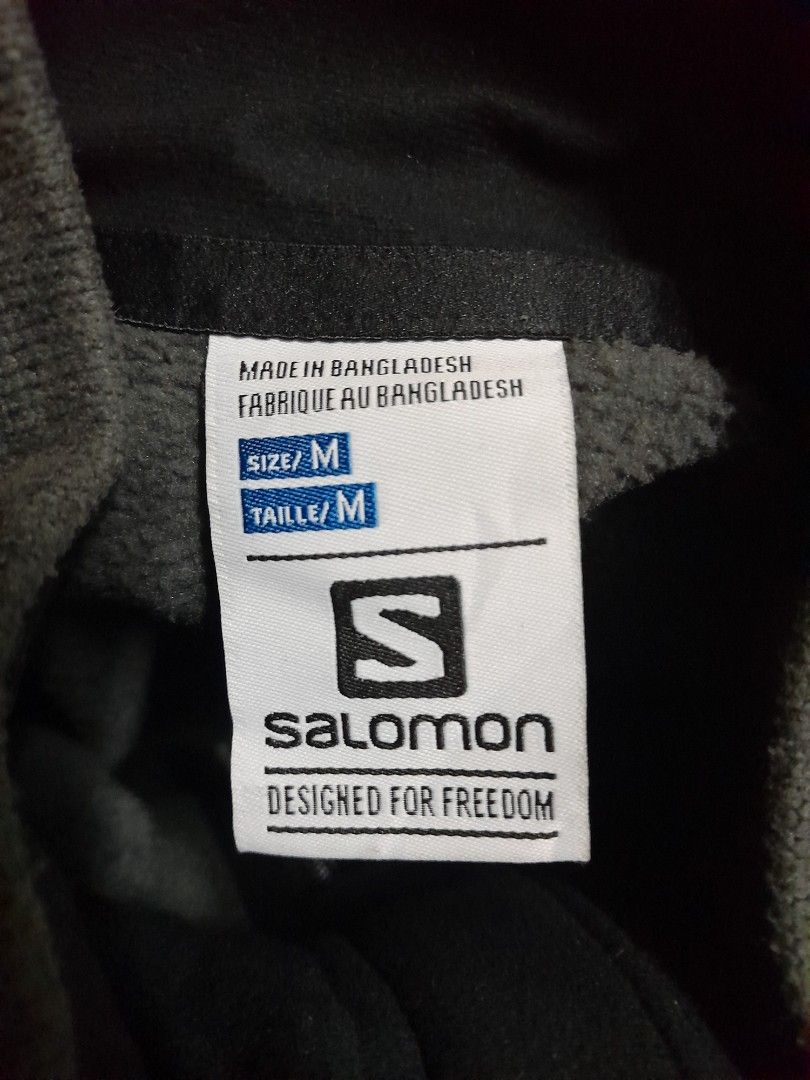 MADE IN BANGLADESH
FABRIQUE AU BANGLADESH
SIZE/ M
TAILLE/ M
S
SALOMON
DESIGNED FOR FREEDOM